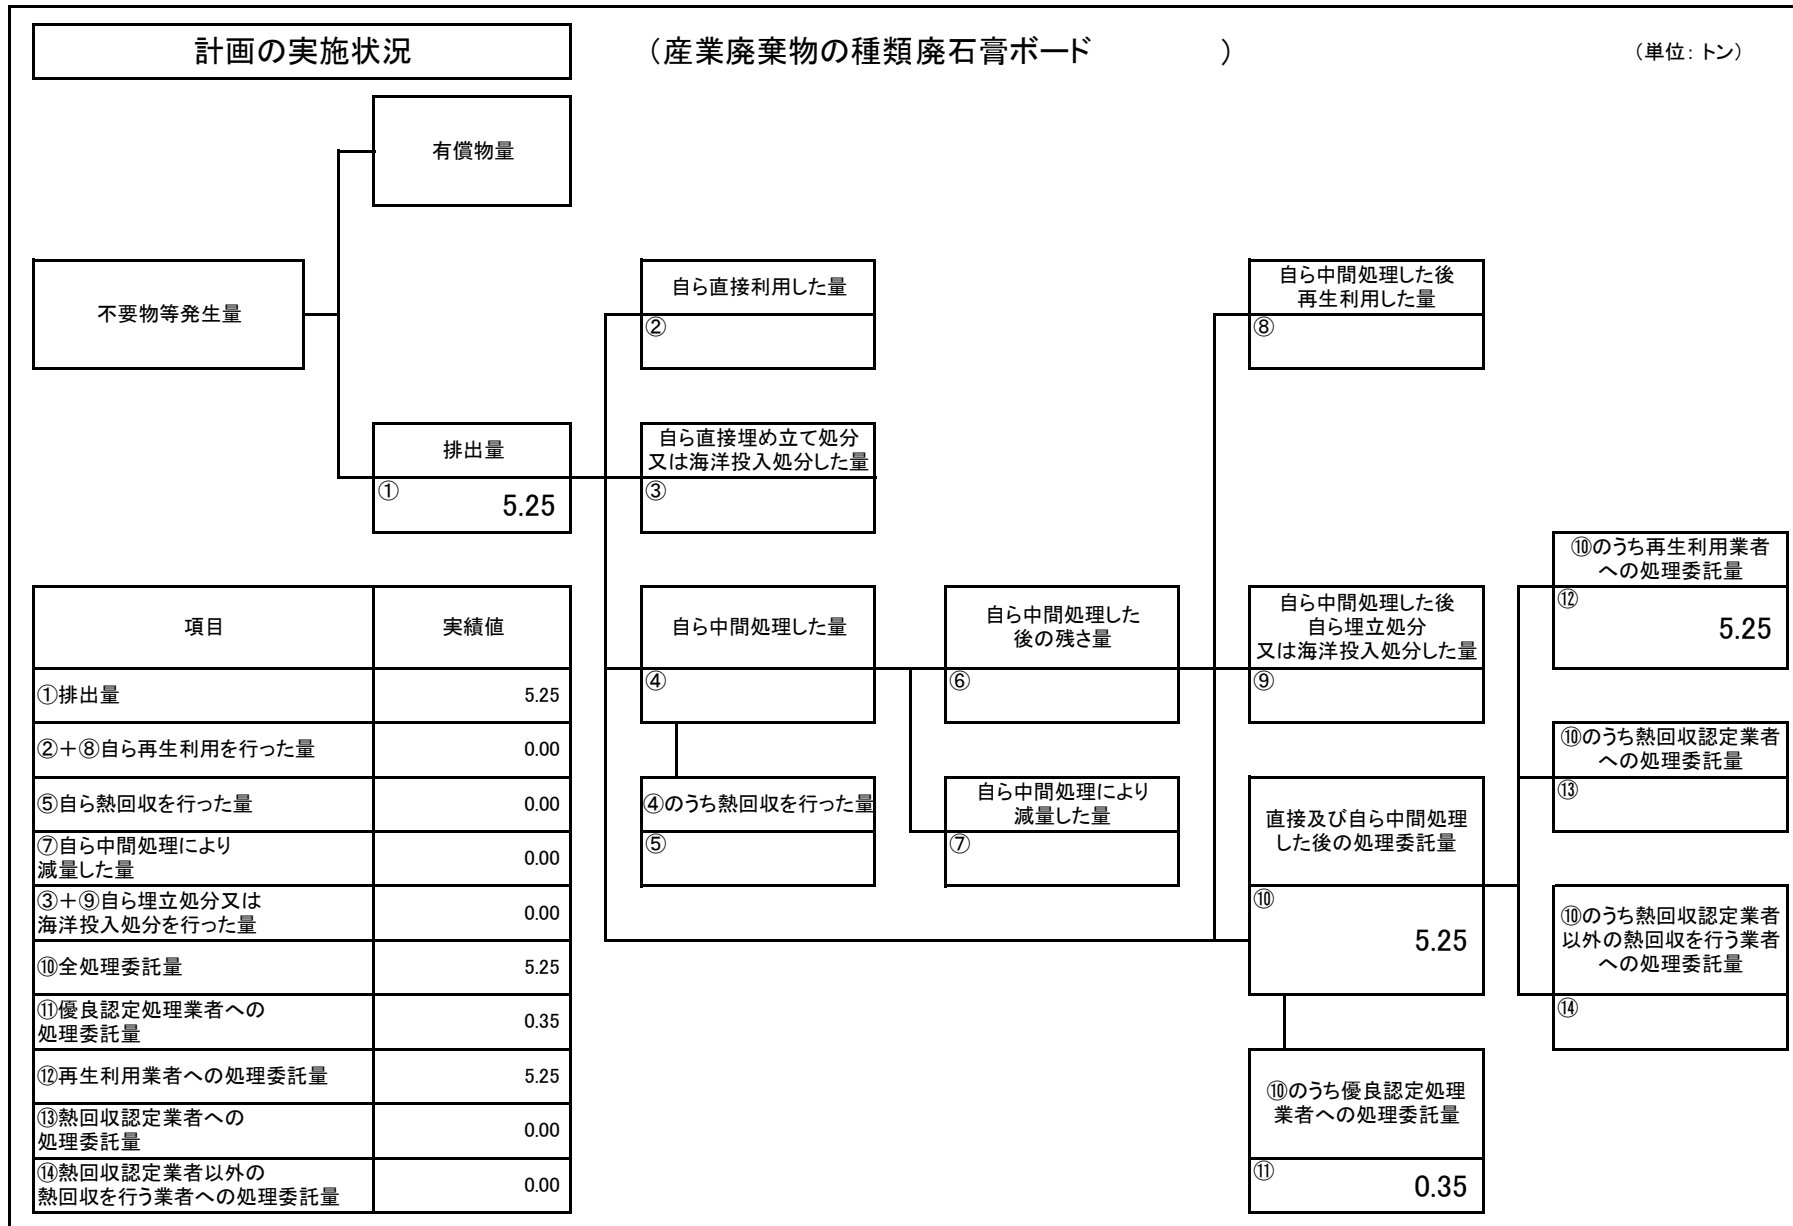 計画の実施状況
（産業廃棄物の種類廃石膏ボード　　　　）
（単位：トン）
有償物量
不要物等発生量
自ら直接利用した量
②
自ら中間処理した後
再生利用した量
⑧
排出量
①
5.25
自ら直接埋め立て処分
又は海洋投入処分した量
③
⑩のうち再生利用業者
への処理委託量
⑫
5.25
自ら中間処理した量
④
自ら中間処理した
後の残さ量
⑥
自ら中間処理した後
自ら埋立処分
又は海洋投入処分した量
⑨
⑩のうち熱回収認定業者
への処理委託量
⑬
④のうち熱回収を行った量
⑤
自ら中間処理により
減量した量
⑦
直接及び自ら中間処理
した後の処理委託量
⑩
5.25
⑩のうち熱回収認定業者
以外の熱回収を行う業者
への処理委託量
⑭
⑩のうち優良認定処理
業者への処理委託量
⑪
0.35
項目 実績値
①排出量 5.25
②＋⑧自ら再生利用を行った量 0.00
⑤自ら熱回収を行った量 0.00
⑦自ら中間処理により
減量した量 0.00
③＋⑨自ら埋立処分又は
海洋投入処分を行った量 0.00
⑩全処理委託量 5.25
⑪優良認定処理業者への
処理委託量 0.35
⑫再生利用業者への処理委託量 5.25
⑬熱回収認定業者への
処理委託量 0.00
⑭熱回収認定業者以外の
熱回収を行う業者への処理委託量 0.00